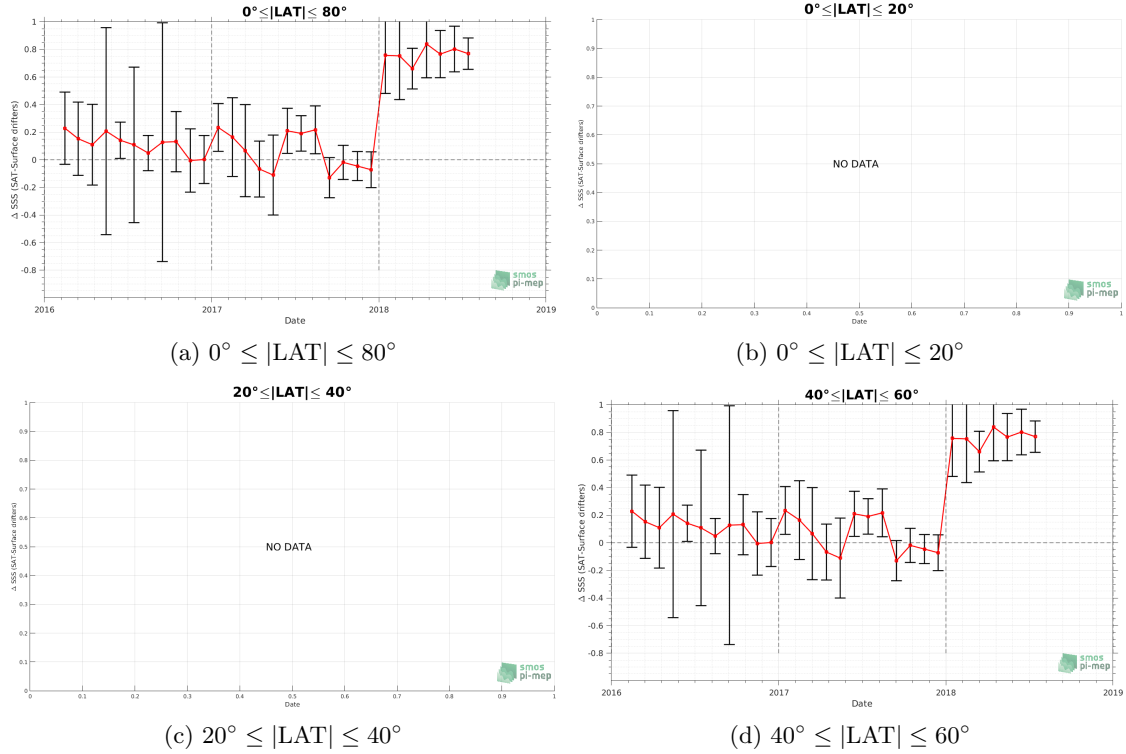 0°≤|LAT|≤ 80°
1
0.8
0.6
0.4
0.2
0
-0.2
-0.4
-0.6
-0.8
Δ SSS (SAT-Surface drifters)
2016
2017
2018
2019
Date
smos
pi-mep
(a) 0° ≤ |LAT| ≤ 80°
0°≤|LAT|≤ 20°
1
0.9
0.8
0.7
0.6
0.5
0.4
0.3
0.2
0.1
0
Δ SSS (SAT-Surface drifters)
NO DATA
0
0.1
0.2
0.3
0.4
0.5
0.6
0.7
0.8
0.9
1
Date
smos
pi-mep
(b) 0° ≤ |LAT| ≤ 20°
20°≤|LAT|≤ 40°
1
0.9
0.8
0.7
0.6
0.5
0.4
0.3
0.2
0.1
0
Δ SSS (SAT-Surface drifters)
NO DATA
0
0.1
0.2
0.3
0.4
0.5
0.6
0.7
0.8
0.9
1
Date
smos
pi-mep
(c) 20° ≤ |LAT| ≤ 40°
40°≤|LAT|≤ 60°
1
0.8
0.6
0.4
0.2
0
-0.2
-0.4
-0.6
-0.8
Δ SSS (SAT-Surface drifters)
2016
2017
2018
2019
Date
smos
pi-mep
(d) 40° ≤ |LAT| ≤ 60°